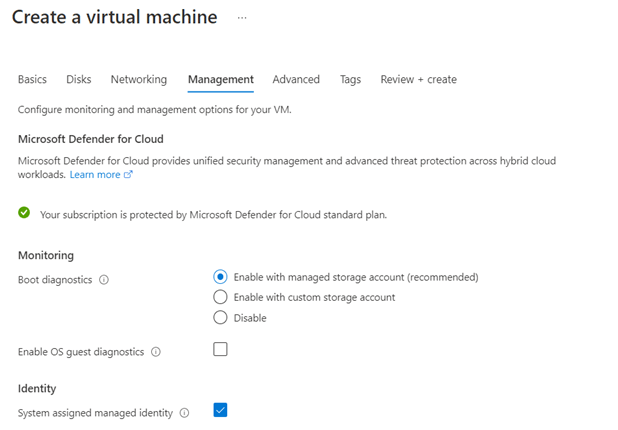 Create a virtual machine ...
Basics Disks Networking Management Advanced Tags Review + create
Configure monitoring and management options for your VM.
Microsoft Defender for Cloud
Microsoft Defender for Cloud provides unified security management and advanced threat protection across hybrid cloud
workloads. Learn more
Your subscription is protected by Microsoft Defender for Cloud standard plan.
Monitoring
Boot diagnostics
Enable with managed storage account (recommended)
Enable with custom storage account
Disable
Enable OS guest diagnostics
Identity
System assigned managed identity